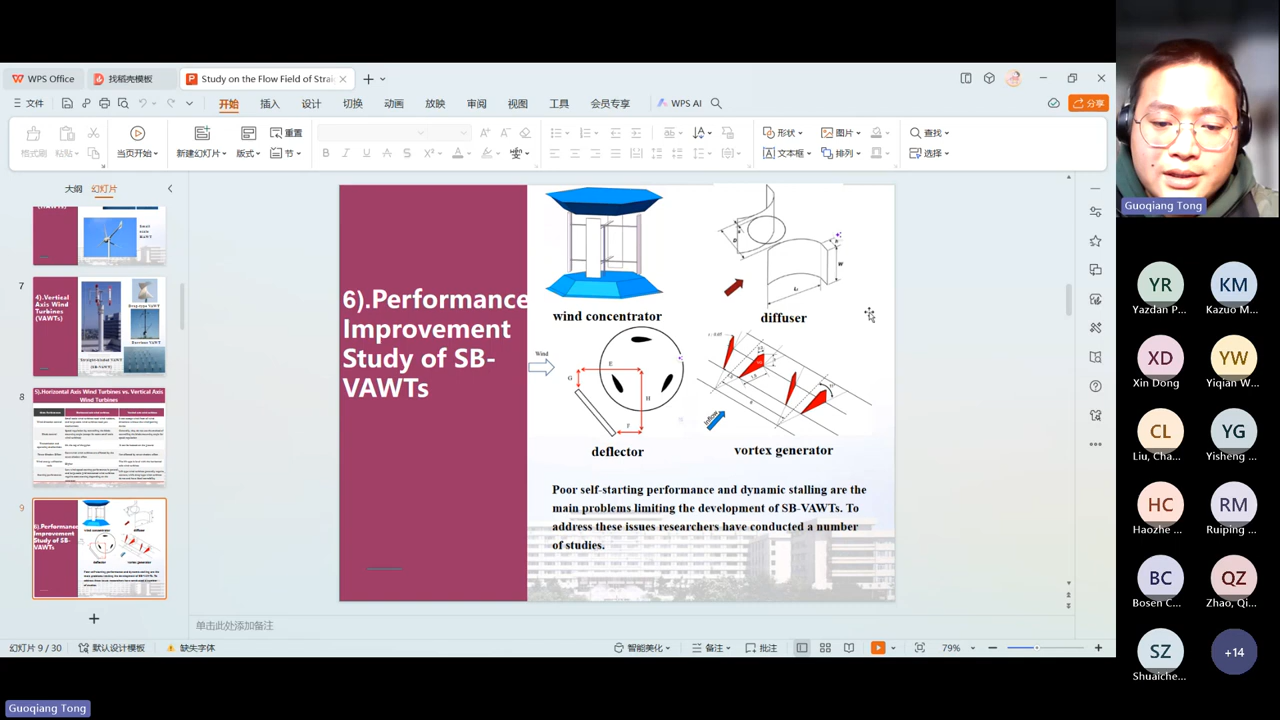 WPS Office
找稻壳模板
Study on the Flow Field of Strai
文件
开始
插入
设计
切换
动画
放映
审阅
视图
工具
会员专享
WPS AI
分享
格式刷
粘贴
当页开始
新建幻灯片
版式
重置
节
形状
图片
文本框
排列
查找
选择
大纲
幻灯片
7
4).Vertical
Axis Wind
Turbines
(VAWTs)
8
5).Horizontal Axis Wind Turbines vs. Vertical Axis
Wind Turbines
9
6).Performance
Improvement
Study of SB-
VAWTs
wind concentrator
diffuser
Wind
deflector
Inflow
vortex generator
Poor self-starting performance and dynamic stalling are the
main problems limiting the development of SB-VAWTs. To
address these issues researchers have conducted a number
of studies.
单击此处添加备注
幻灯片 9 / 30
默认设计模板
缺失字体
智能美化
备注
批注
79%
Guoqiang Tong
YR
Yazdan P...
KM
Kazuo M...
XD
Xin Dong
YW
Yiqian W...
CL
Liu, Cha...
YG
Yisheng ...
HC
Haozhe ...
RM
Ruiping ...
BC
Bosen C...
QZ
Zhao, Qi...
SZ
Shuaiche...
+14
Guoqiang Tong